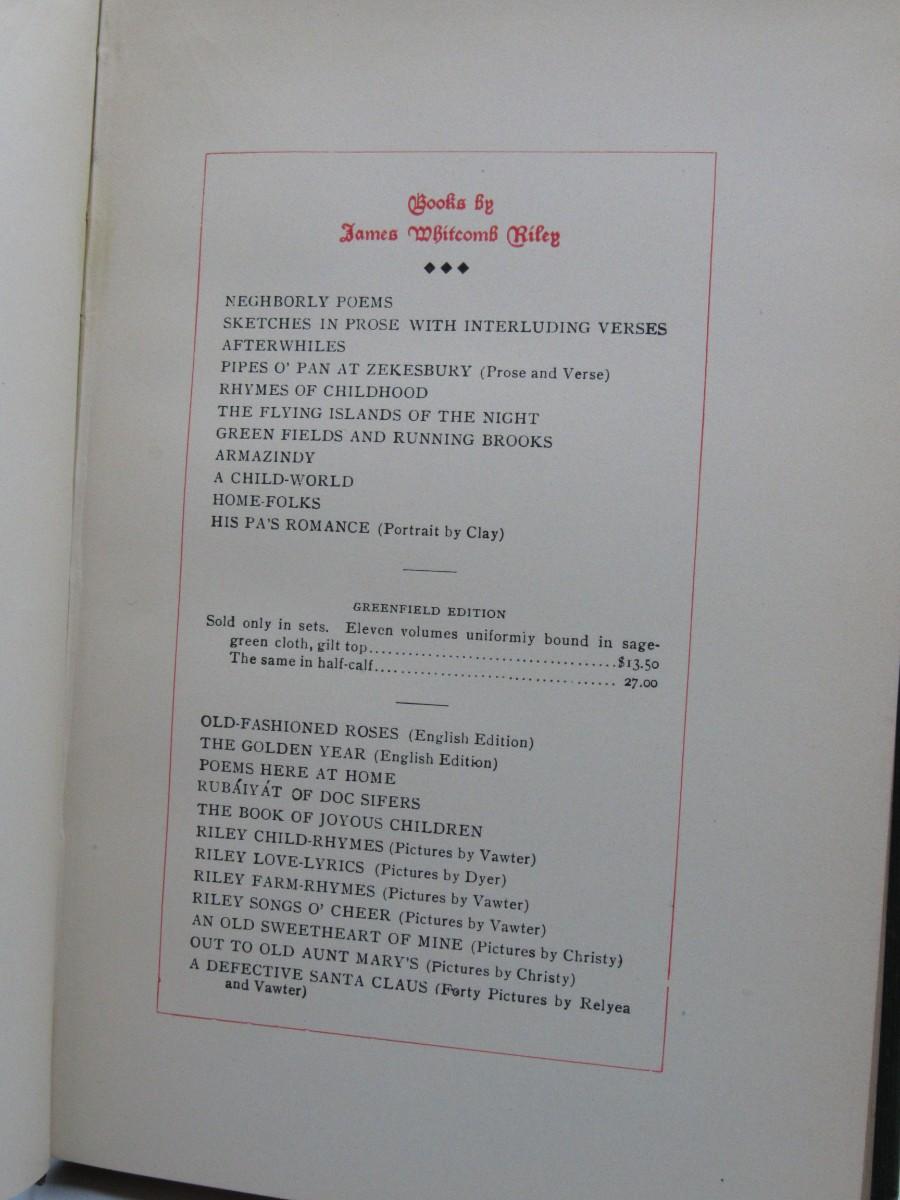 Books by
James Whitcomb Riley
◆◆◆
NEGHBORLY POEMS
SKETCHES IN PROSE WITH INTERLUDING VERSES
AFTERWHILES
PIPES O' PAN AT ZEKESBURY (Prose and Verse)
RHYMES OF CHILDHOOD
THE FLYING ISLANDS OF THE NIGHT
GREEN FIELDS AND RUNNING BROOKS
ARMAZINDY
A CHILD-WORLD
HOME-FOLKS
HIS PA'S ROMANCE (Portrait by Clay)
GREENFIELD EDITION
Sold only in sets. Eleven volumes uniformiy bound in sage-
green cloth, gilt top....................................$13.50
The same in half-calf.................................... 27.00
OLD-FASHIONED ROSES (English Edition)
THE GOLDEN YEAR (English Edition)
POEMS HERE AT HOME
RUBÁIYÁT OF DOC SIFERS
THE BOOK OF JOYOUS CHILDREN
RILEY CHILD-RHYMES (Pictures by Vawter)
RILEY LOVE-LYRICS (Pictures by Dyer)
RILEY FARM-RHYMES (Pictures by Vawter)
RILEY SONGS O' CHEER (Pictures by Vawter)
AN OLD SWEETHEART OF MINE (Pictures by Christy)
OUT TO OLD AUNT MARY'S (Pictures by Christy)
A DEFECTIVE SANTA CLAUS (Forty Pictures by Relyea
and Vawter)